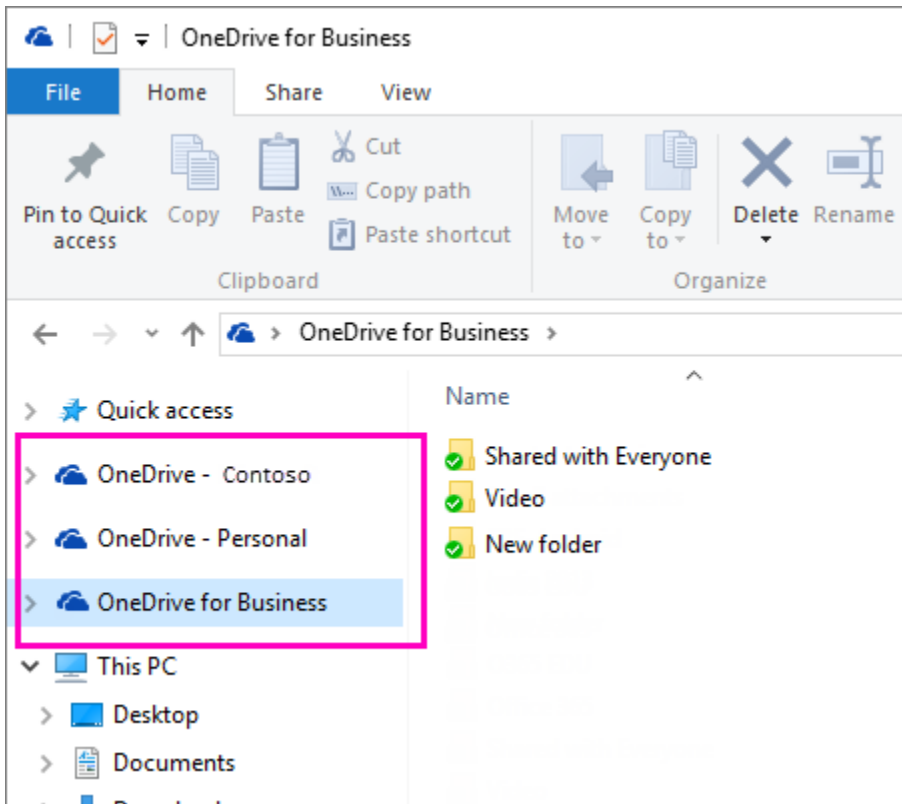 OneDrive for Business
File Home Share View
Pin to Quick access
Copy
Paste
Cut
Copy path
Paste shortcut
Move to
Copy to
Delete
Rename
Clipboard
Organize
OneDrive for Business
Quick access
OneDrive - Contoso
OneDrive - Personal
OneDrive for Business
This PC
Desktop
Documents
Name
Shared with Everyone
Video
New folder